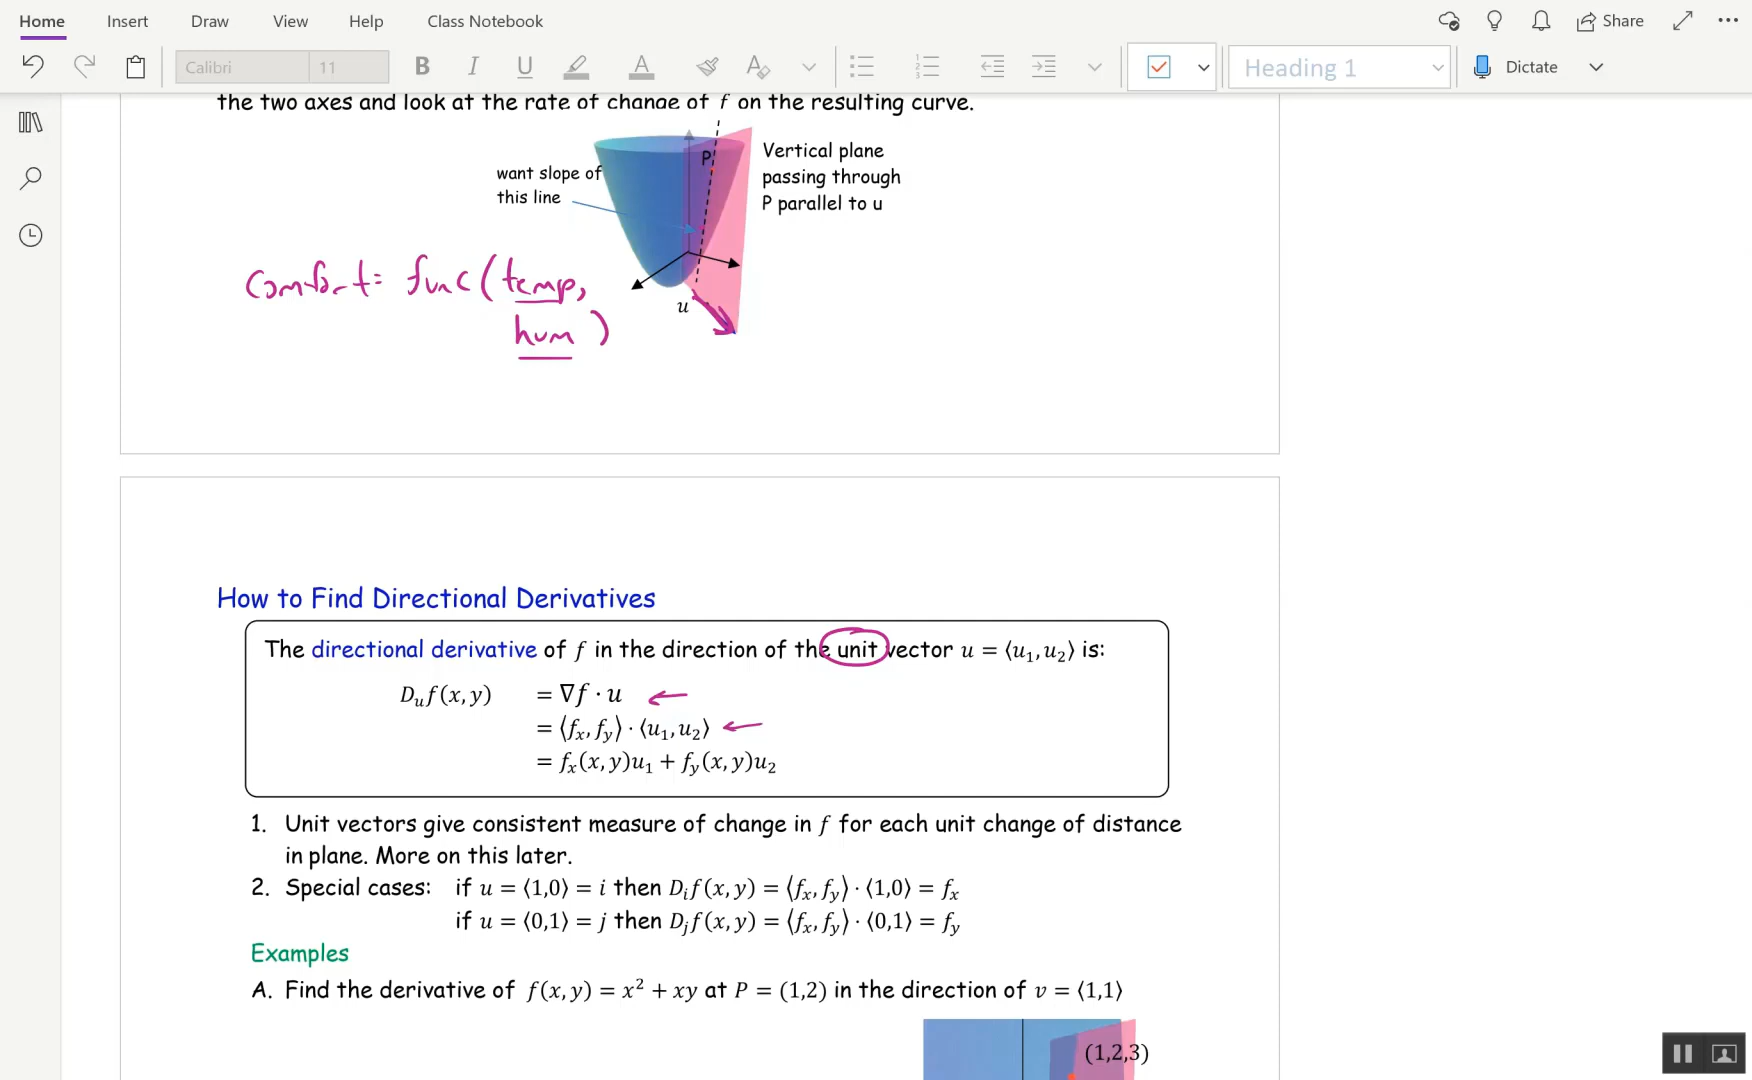 Home Insert Draw View Help Class Notebook Share
Calibri 11 B I U A A Heading 1 Dictate
the two axes and look at the rate of change of f on the resulting curve.
P
want slope of
this line
Vertical plane
passing through
P parallel to u
comfort = func(temp,
hum)
u
How to Find Directional Derivatives
The directional derivative of f in the direction of the unit vector u = ⟨u₁, u₂⟩ is:
Dᵤf(x, y) = ∇f · u
= ⟨fₓ, f_y⟩ · ⟨u₁, u₂⟩
= fₓ(x, y)u₁ + f_y(x, y)u₂
1. Unit vectors give consistent measure of change in f for each unit change of distance
in plane. More on this later.
2. Special cases: if u = ⟨1,0⟩ = i then Dᵢf(x, y) = ⟨fₓ, f_y⟩ · ⟨1,0⟩ = fₓ
if u = ⟨0,1⟩ = j then Dⱼf(x, y) = ⟨fₓ, f_y⟩ · ⟨0,1⟩ = f_y
Examples
A. Find the derivative of f(x, y) = x² + xy at P = (1,2) in the direction of v = ⟨1,1⟩
(1,2,3)